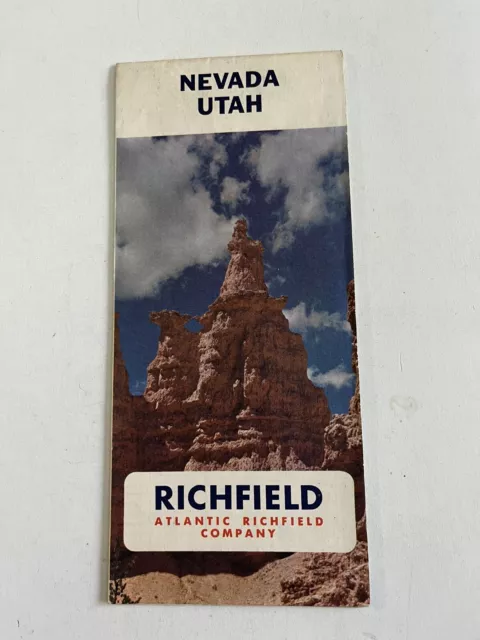 NEVADA
UTAH
RICHFIELD
ATLANTIC RICHFIELD
COMPANY